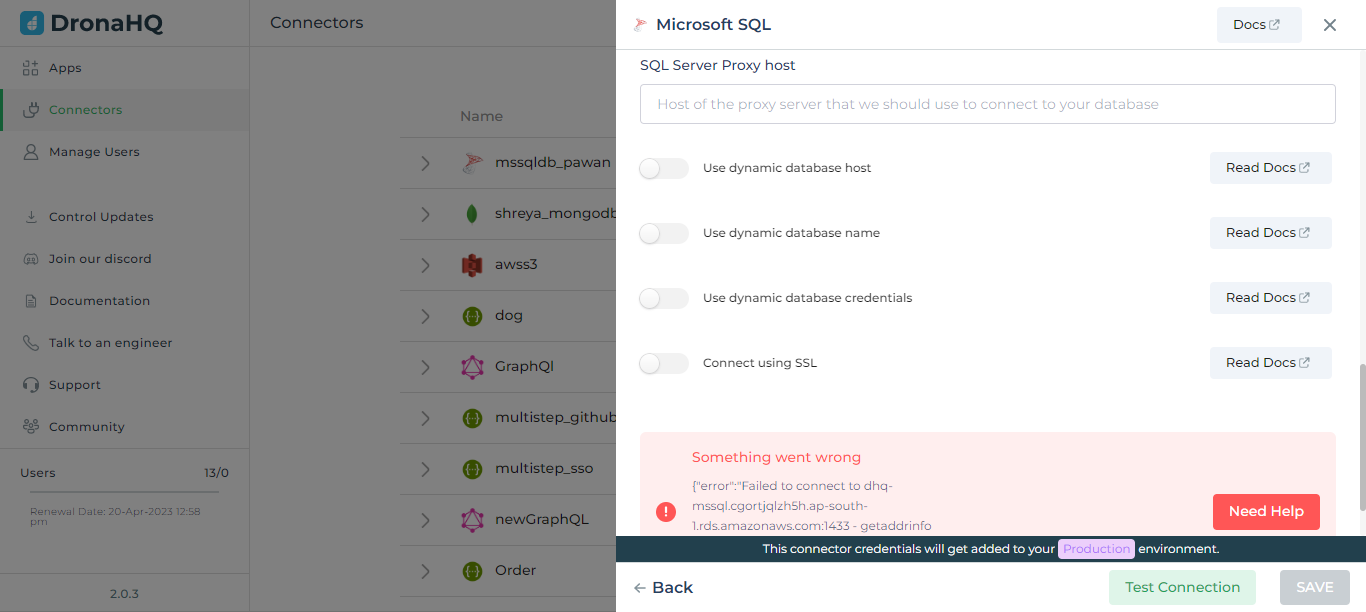 DronaHQ
Connectors
Apps
Connectors
Manage Users
Control Updates
Join our discord
Documentation
Talk to an engineer
Support
Community
Users 13/0
Renewal Date: 20-Apr-2023 12:58
pm
2.0.3
Name
mssqldb_pawan
shreya_mongodb
awss3
dog
GraphQl
multistep_github
multistep_sso
newGraphQL
Order
Microsoft SQL
Docs
SQL Server Proxy host
Host of the proxy server that we should use to connect to your database
Use dynamic database host Read Docs
Use dynamic database name Read Docs
Use dynamic database credentials Read Docs
Connect using SSL Read Docs
Something went wrong
{"error":"Failed to connect to dhq-
mssql.cgortjqlzh5h.ap-south-
1.rds.amazonaws.com:1433 - getaddrinfo
Need Help
This connector credentials will get added to your Production environment.
Back
Test Connection
SAVE